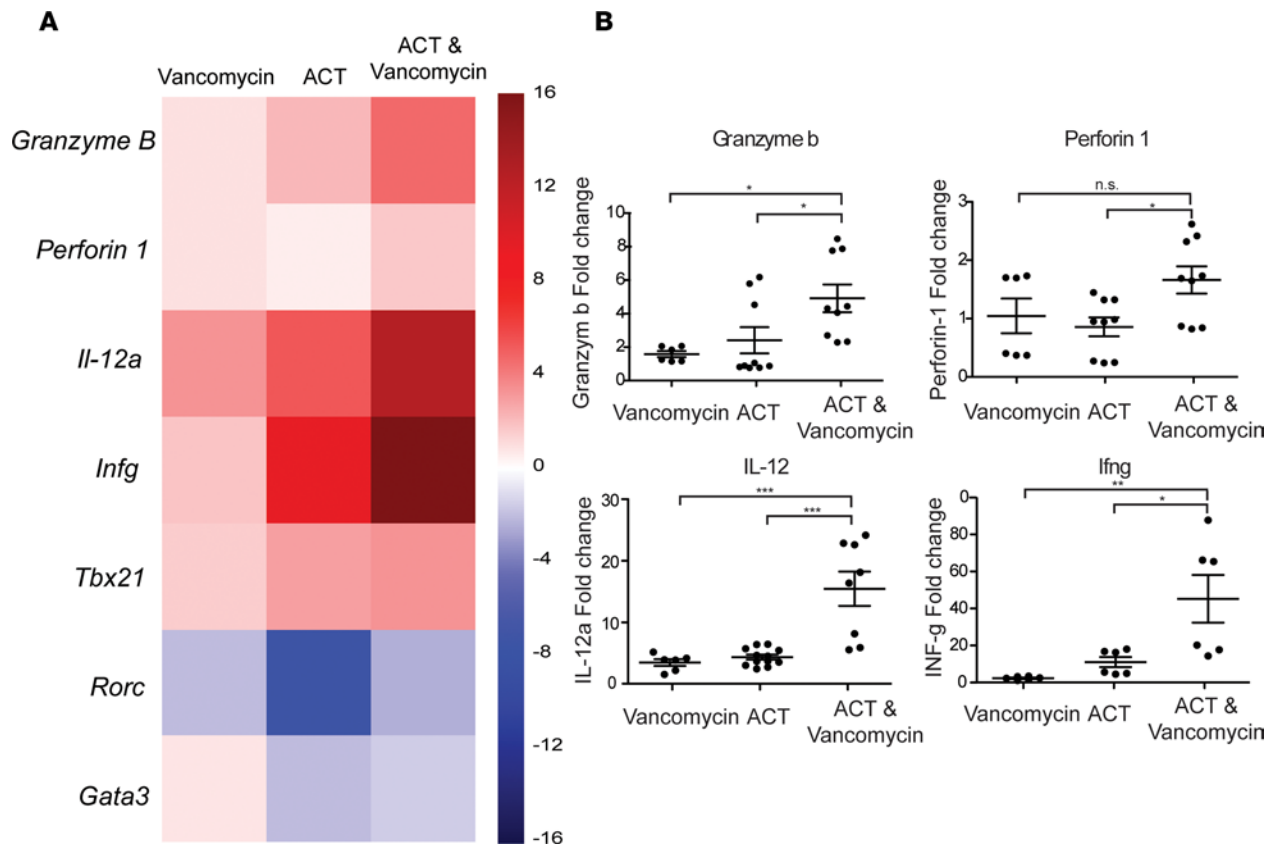 A
Vancomycin
ACT
ACT &
Vancomycin
Granzyme B
Perforin 1
Il-12a
Infg
Tbx21
Rorc
Gata3
16
12
8
4
0
-4
-8
-12
-16
B
Granzyme b
Granzym b Fold change
10
8
6
4
2
0
*
*
Vancomycin
ACT
ACT &
Vancomycin
Perforin 1
Perforin-1 Fold change
3
2
1
0
n.s.
*
Vancomycin
ACT
ACT &
Vancomycin
IL-12
IL-12a Fold change
30
20
10
0
***
***
Vancomycin
ACT
ACT &
Vancomycin
Ifng
INF-g Fold change
0
80
60
40
20
0
**
*
Vancomycin
ACT
ACT &
Vancomycin